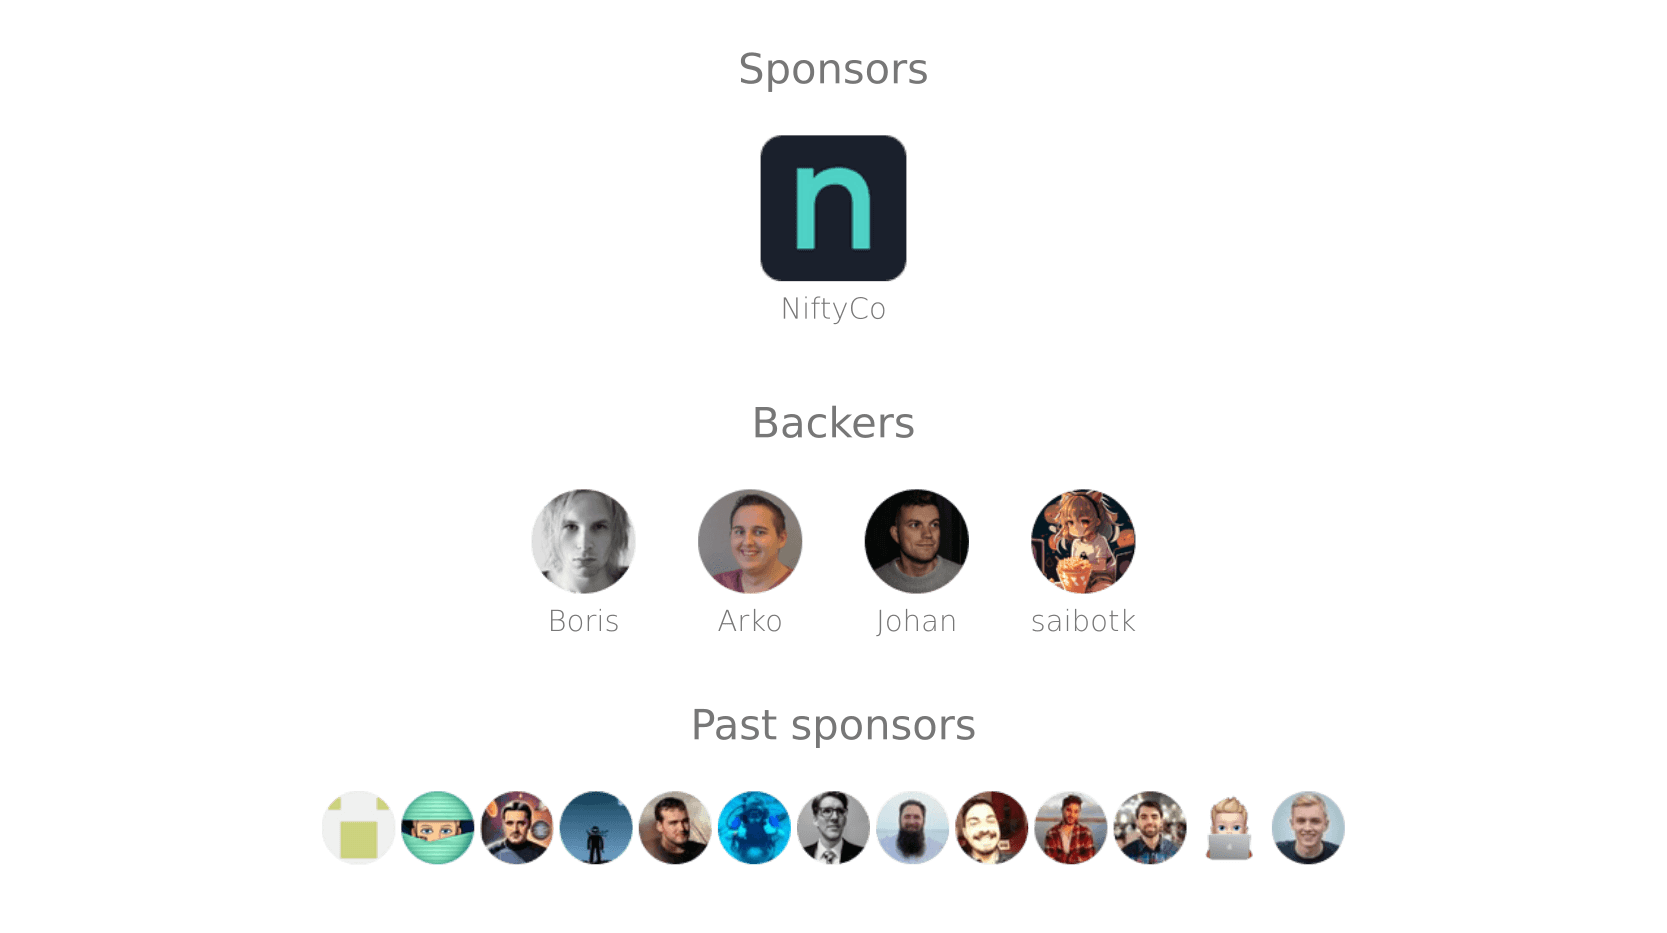 Sponsors
n
NiftyCo
Backers
Boris Arko Johan saibotk
Past sponsors